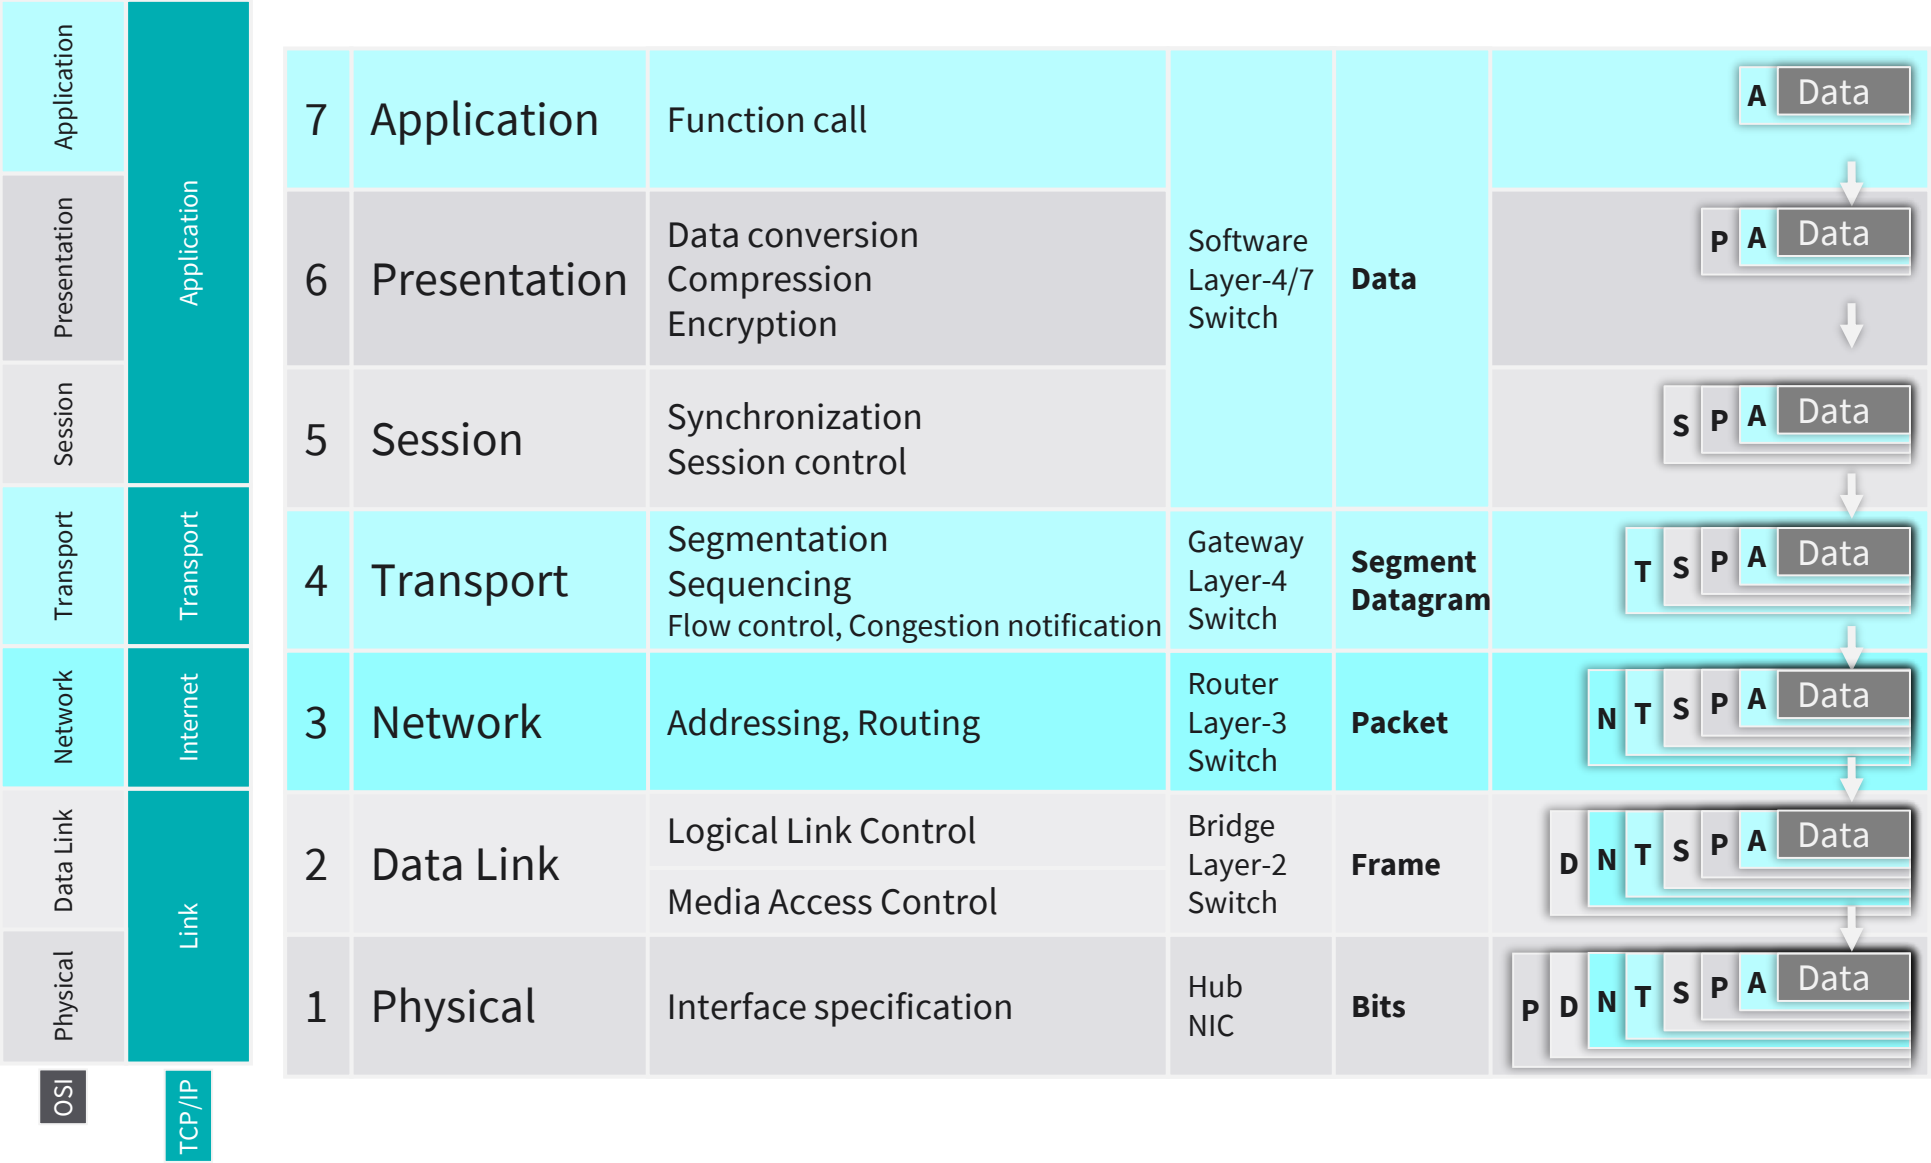 Application
Presentation
Session
Transport
Network
Data Link
Physical
OSI
Application
Transport
Internet
Link
TCP/IP
7
Application
Function call
6
Presentation
Data conversion
Compression
Encryption
5
Session
Synchronization
Session control
Software
Layer-4/7
Switch
Data
4
Transport
Segmentation
Sequencing
Flow control, Congestion notification
Gateway
Layer-4
Switch
Segment
Datagram
3
Network
Addressing, Routing
Router
Layer-3
Switch
Packet
2
Data Link
Logical Link Control
Media Access Control
Bridge
Layer-2
Switch
Frame
1
Physical
Interface specification
Hub
NIC
Bits
A Data
P A Data
S P A Data
T S P A Data
N T S P A Data
D N T S P A Data
P D N T S P A Data